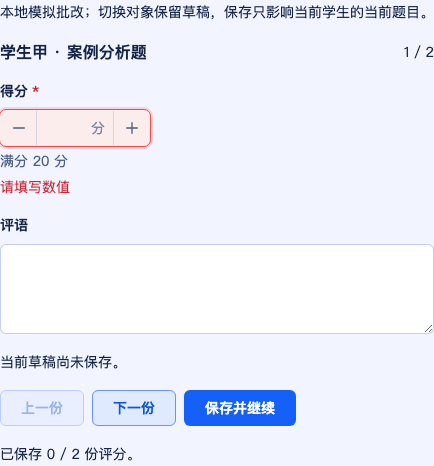 本地模拟批改；切换对象保留草稿，保存只影响当前学生的当前题目。
学生甲 · 案例分析题 1 / 2
得分 *
− 分 +
满分 20 分
请填写数值
评语
当前草稿尚未保存。
上一份 下一份 保存并继续
已保存 0 / 2 份评分。